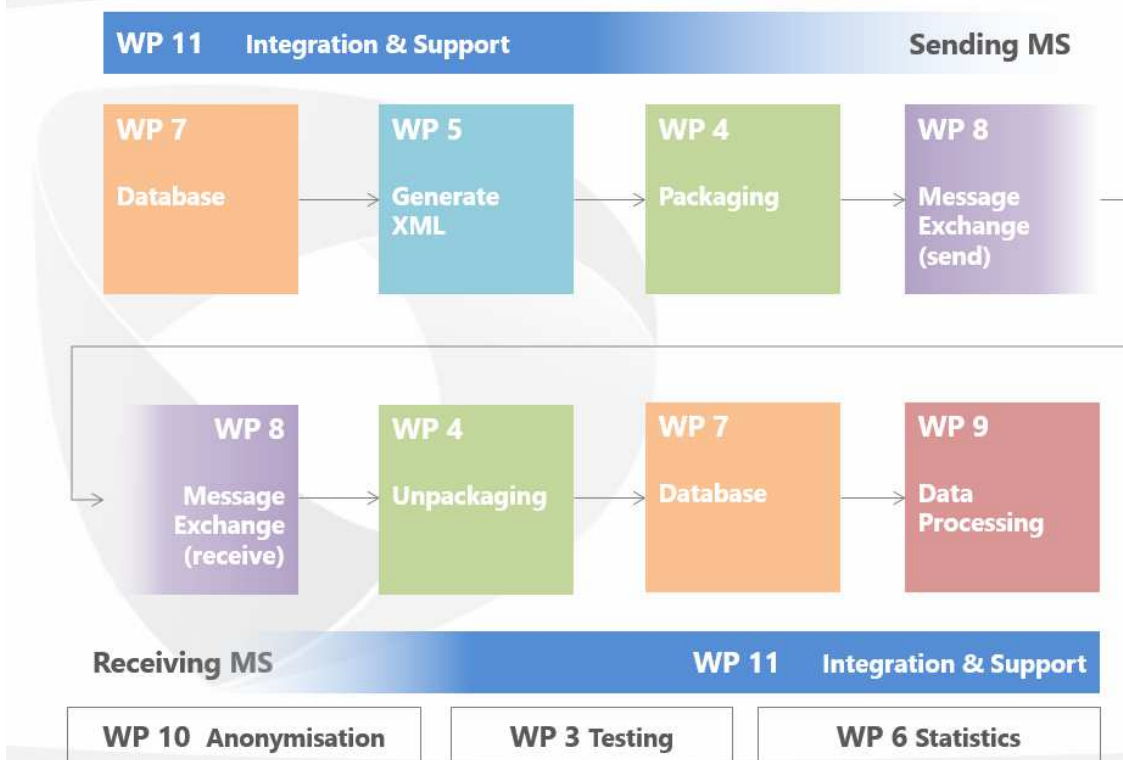 WP 11 Integration & Support Sending MS
WP 7
Database
WP 5
Generate
XML
WP 4
Packaging
WP 8
Message
Exchange
(send)
WP 8
Message
Exchange
(receive)
WP 4
Unpackaging
WP 7
Database
WP 9
Data
Processing
Receiving MS WP 11 Integration & Support
WP 10 Anonymisation
WP 3 Testing
WP 6 Statistics